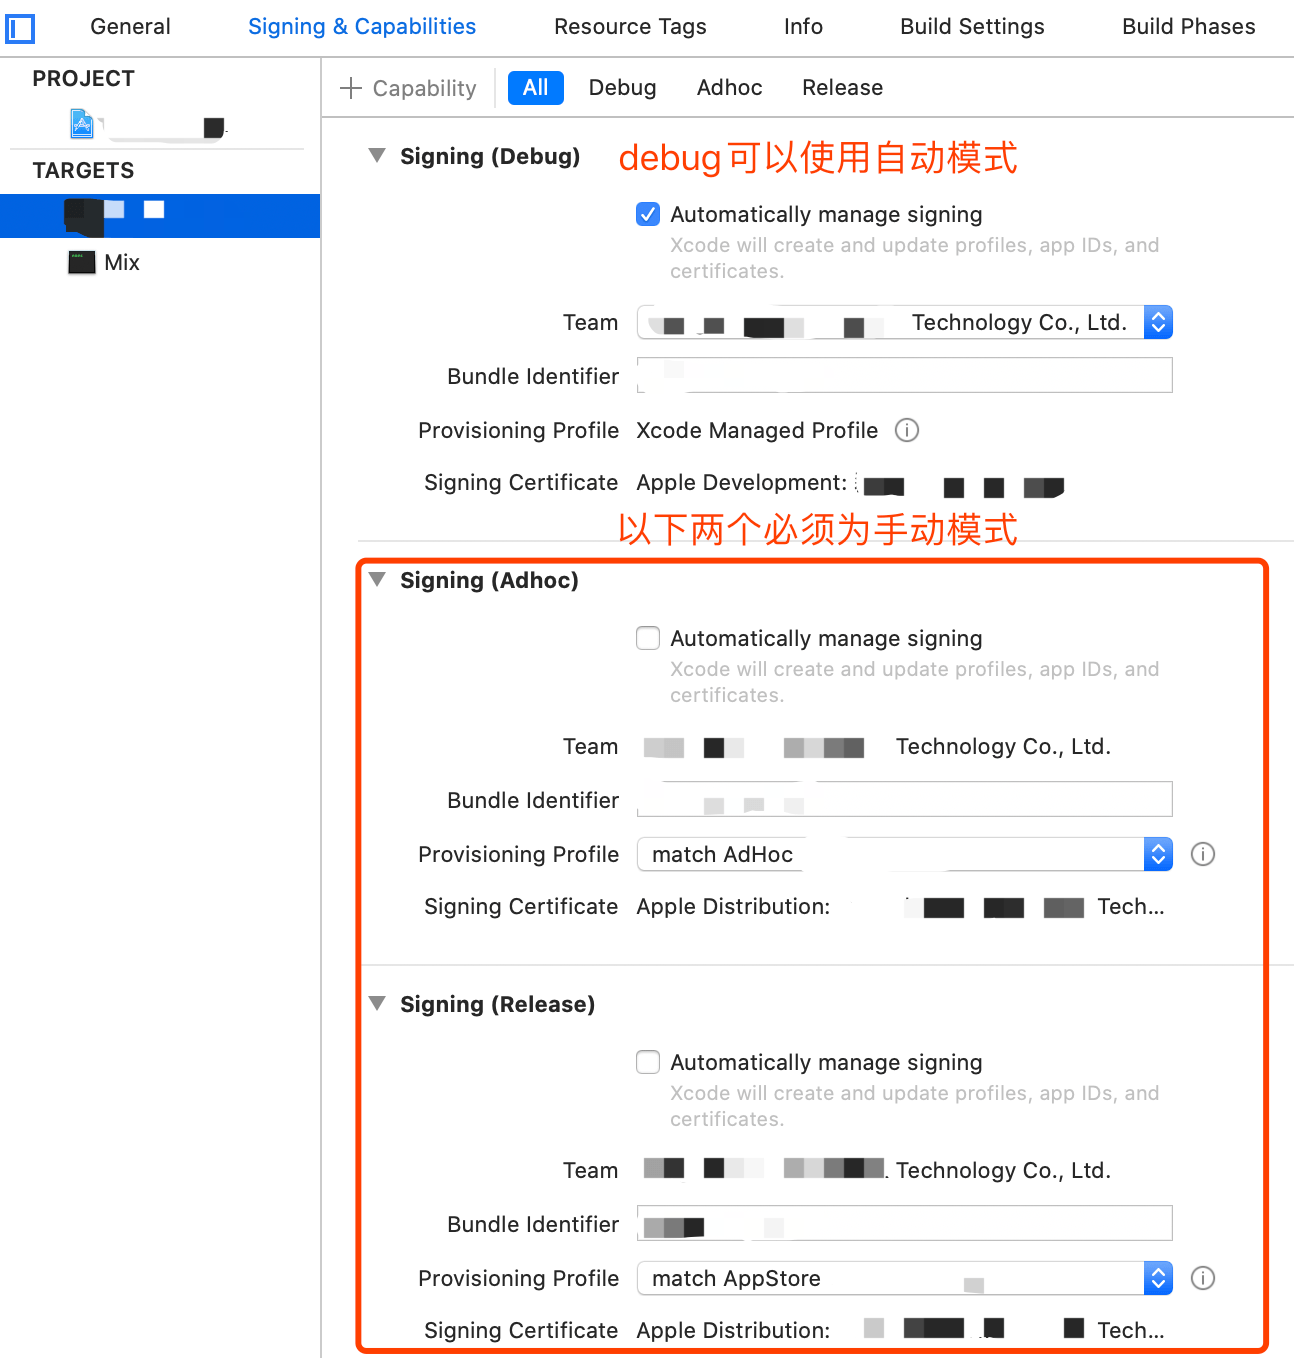 General Signing & Capabilities Resource Tags Info Build Settings Build Phases
PROJECT
TARGETS
Mix
Capability All Debug Adhoc Release
Signing (Debug) debug可以使用自动模式
Automatically manage signing
Xcode will create and update profiles, app IDs, and
certificates.
Team Technology Co., Ltd.
Bundle Identifier
Provisioning Profile Xcode Managed Profile
Signing Certificate Apple Development:
以下两个必须为手动模式
Signing (Adhoc)
Automatically manage signing
Xcode will create and update profiles, app IDs, and
certificates.
Team Technology Co., Ltd.
Bundle Identifier
Provisioning Profile match AdHoc
Signing Certificate Apple Distribution: Tech...
Signing (Release)
Automatically manage signing
Xcode will create and update profiles, app IDs, and
certificates.
Team Technology Co., Ltd.
Bundle Identifier
Provisioning Profile match AppStore
Signing Certificate Apple Distribution: Tech...